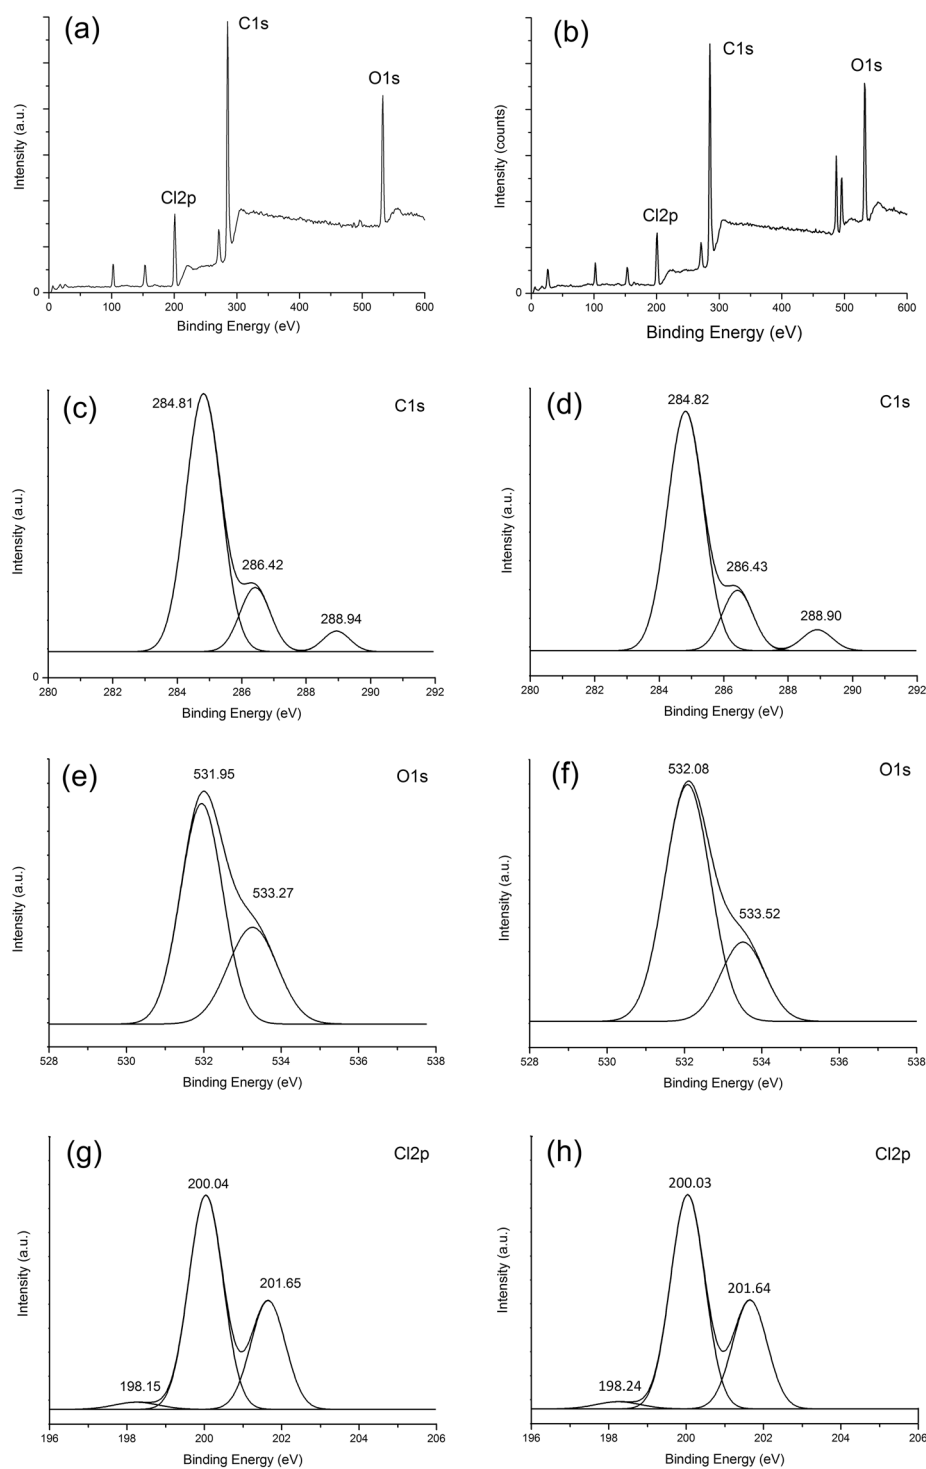 (a)
C1s
O1s
Cl2p
Intensity (a.u.)
0
0 100 200 300 400 500 600
Binding Energy (eV)
(b)
C1s
O1s
Cl2p
Intensity (counts)
0
0 100 200 300 400 500 600
Binding Energy (eV)
(c)
C1s
284.81
286.42
288.94
Intensity (a.u.)
0
280 282 284 286 288 290 292
Binding Energy (eV)
(d)
C1s
284.82
286.43
288.90
Intensity (a.u.)
280 282 284 286 288 290 292
Binding Energy (eV)
(e)
O1s
531.95
533.27
Intensity (a.u.)
528 530 532 534 536 538
Binding Energy (eV)
(f)
O1s
532.08
533.52
Intensity (a.u.)
528 530 532 534 536 538
Binding Energy (eV)
(g)
Cl2p
200.04
201.65
198.15
Intensity (a.u.)
196 198 200 202 204 206
Binding Energy (eV)
(h)
Cl2p
200.03
201.64
198.24
Intensity (a.u.)
196 198 200 202 204 206
Binding Energy (eV)